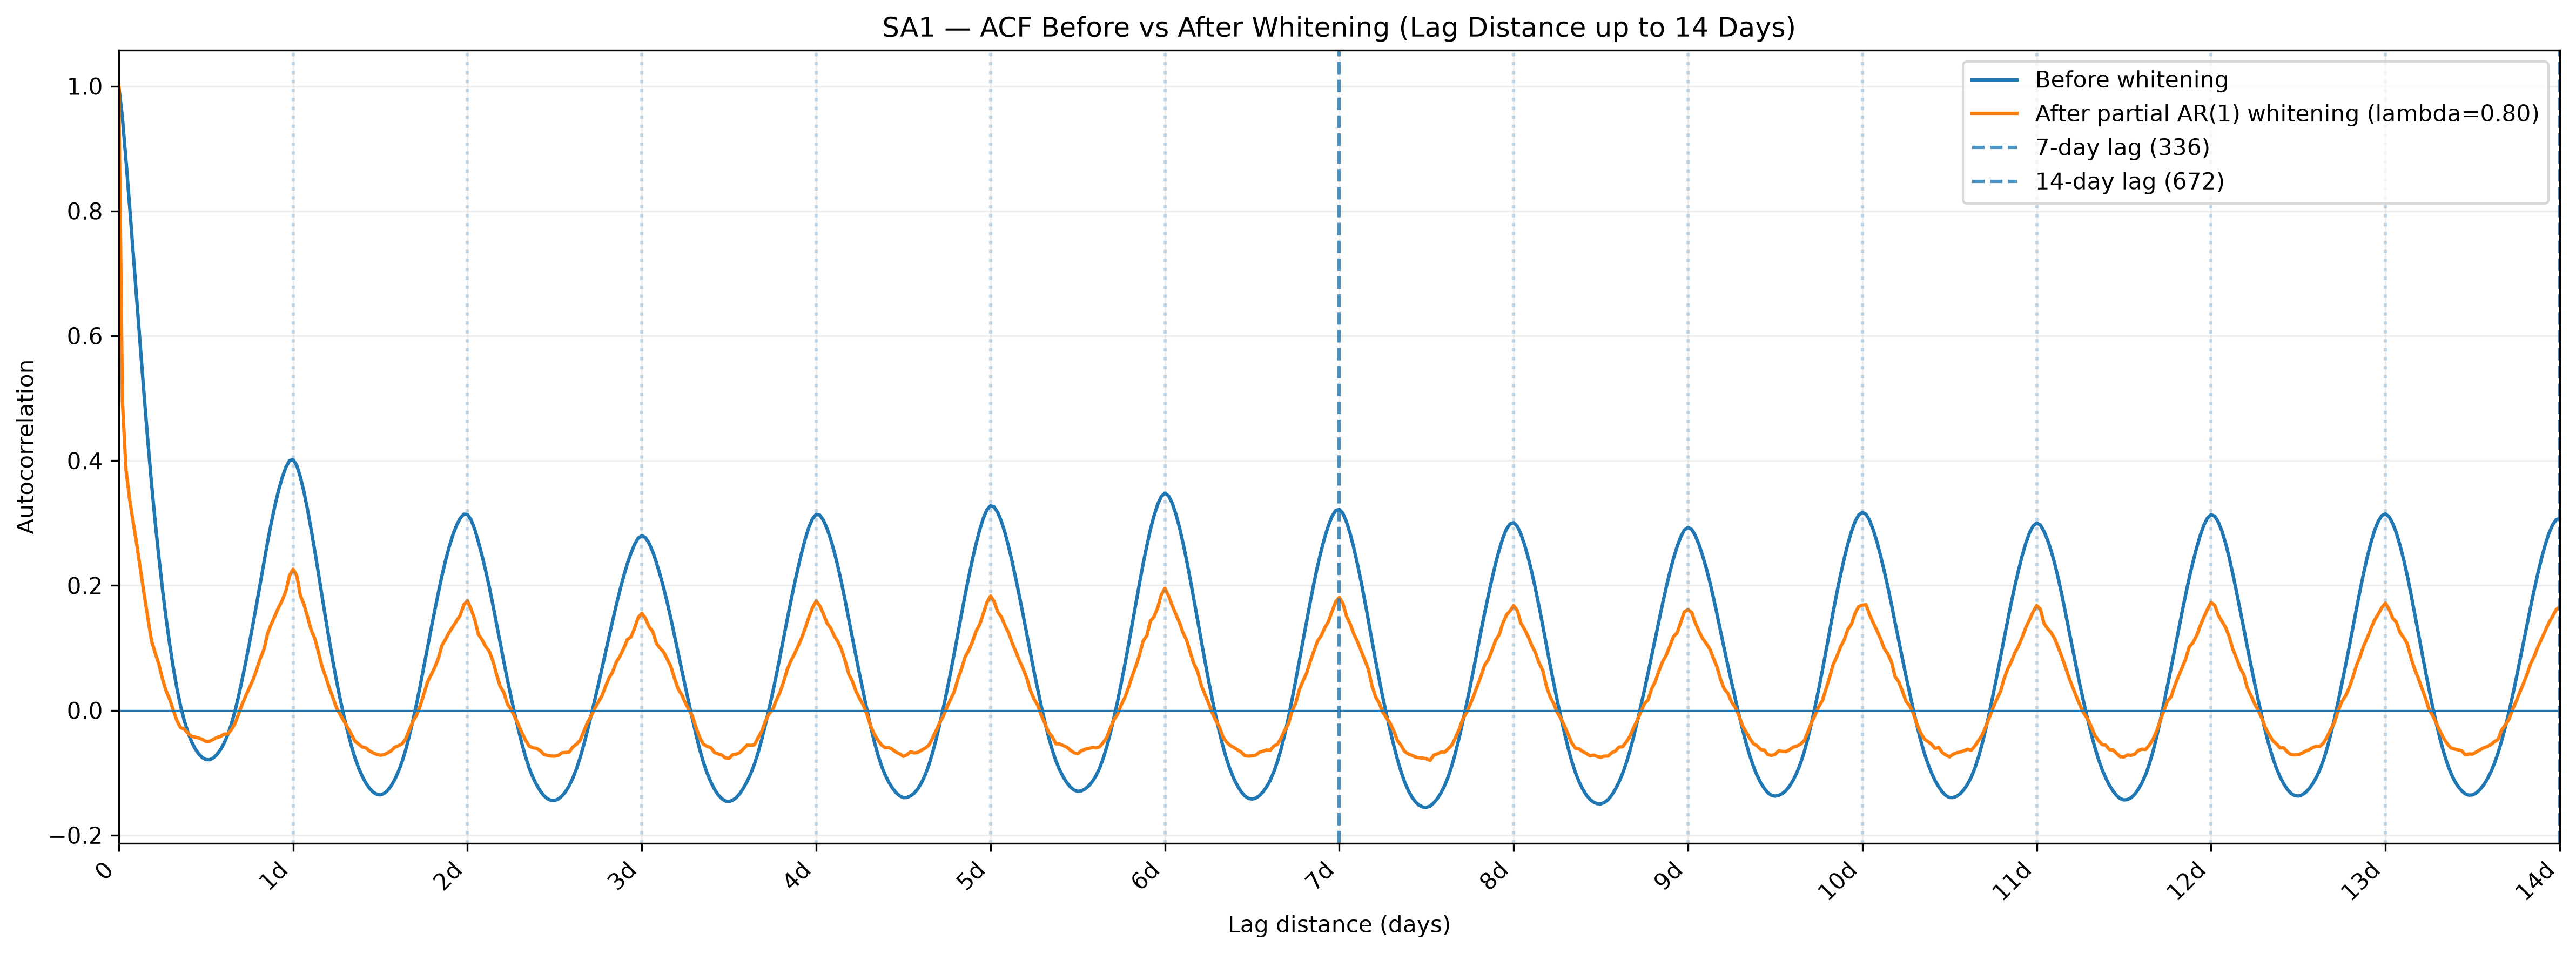 SA1 — ACF Before vs After Whitening (Lag Distance up to 14 Days)
Before whitening
After partial AR(1) whitening (lambda=0.80)
7-day lag (336)
14-day lag (672)
Autocorrelation
1.0
0.8
0.6
0.4
0.2
0.0
−0.2
0
1d
2d
3d
4d
5d
6d
7d
8d
9d
10d
11d
12d
13d
14d
Lag distance (days)